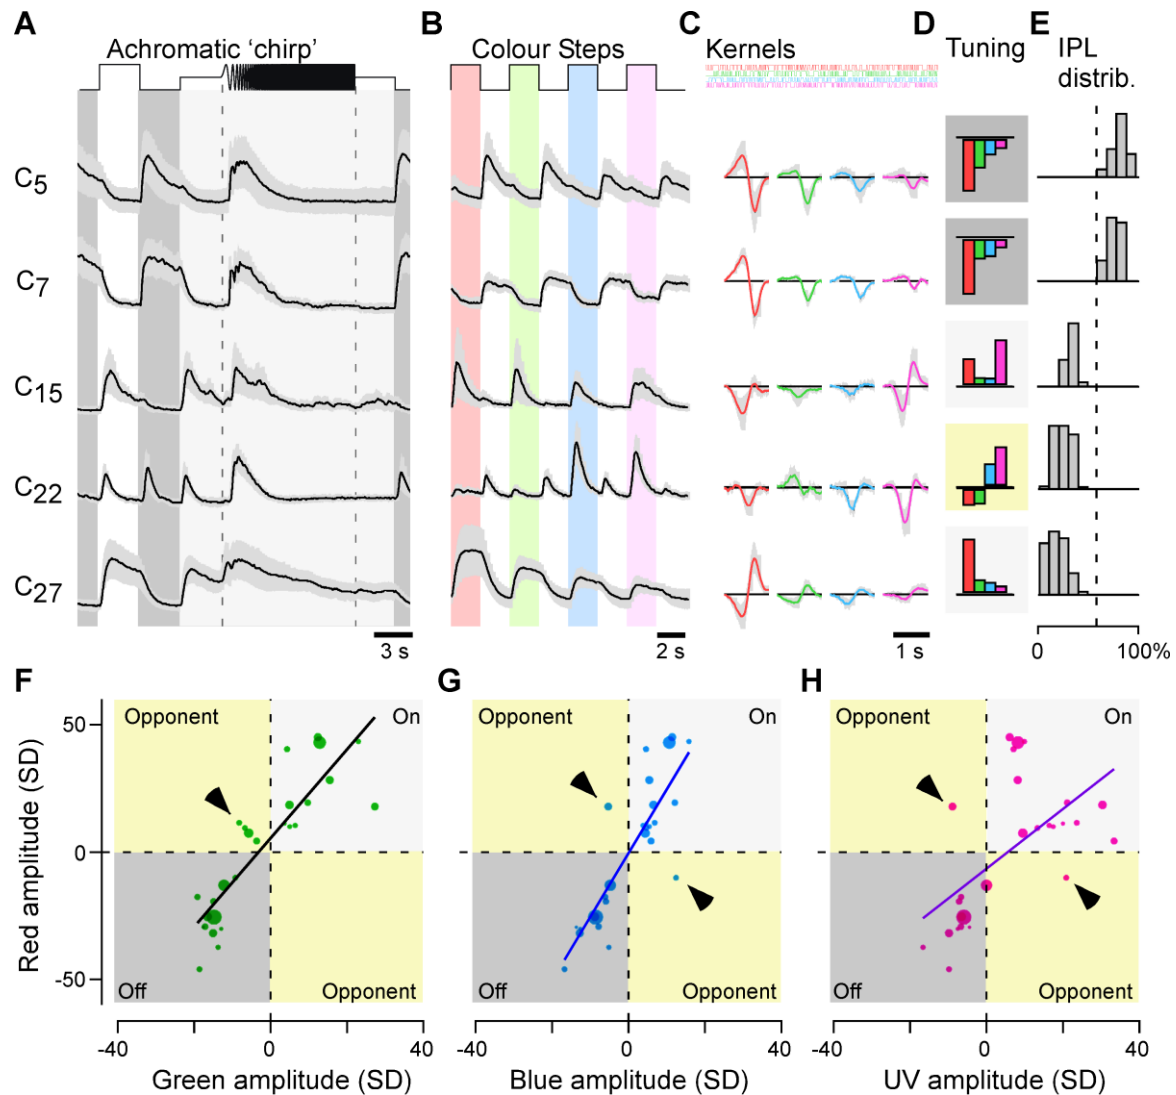 A
B
C
D
E
Achromatic ‘chirp’
Colour Steps
Kernels
Tuning
IPL
distrib.
C5
C7
C15
C22
C27
3 s
2 s
1 s
0
100%
F
G
H
Red amplitude (SD)
50
0
-50
Opponent
On
Off
Opponent
-40
0
40
Green amplitude (SD)
Opponent
On
Off
Opponent
-40
0
40
Blue amplitude (SD)
Opponent
On
Off
Opponent
-40
0
40
UV amplitude (SD)